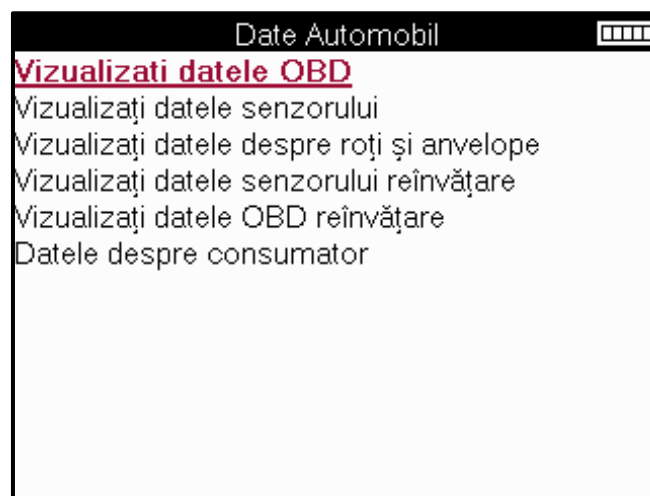 Date Automobil
Vizualizati datele OBD
Vizualizați datele senzorului
Vizualizați datele despre roți și anvelope
Vizualizați datele senzorului reînvățare
Vizualizați datele OBD reînvățare
Datele despre consumator